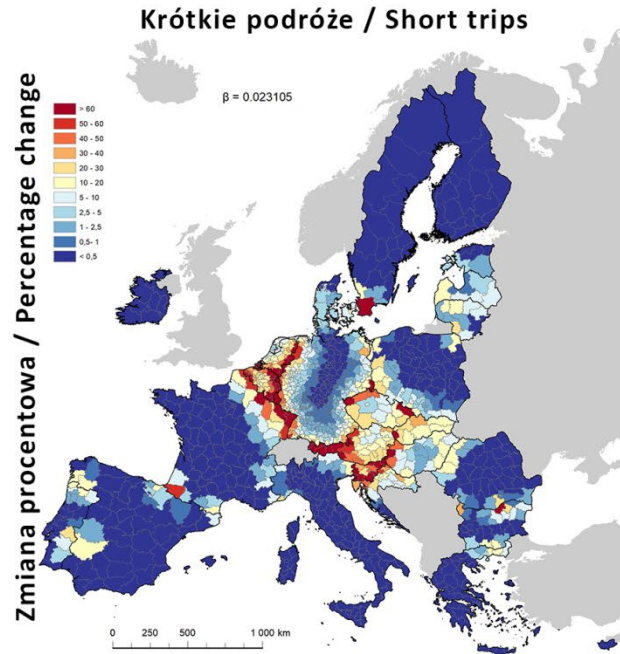 Krótkie podróże / Short trips
β = 0.023105
Zmiana procentowa / Percentage change
> 60
50 - 60
40 - 50
30 - 40
20 - 30
10 - 20
5 - 10
2,5 - 5
1 - 2,5
0,5- 1
< 0,5
0 250 500 1 000 km